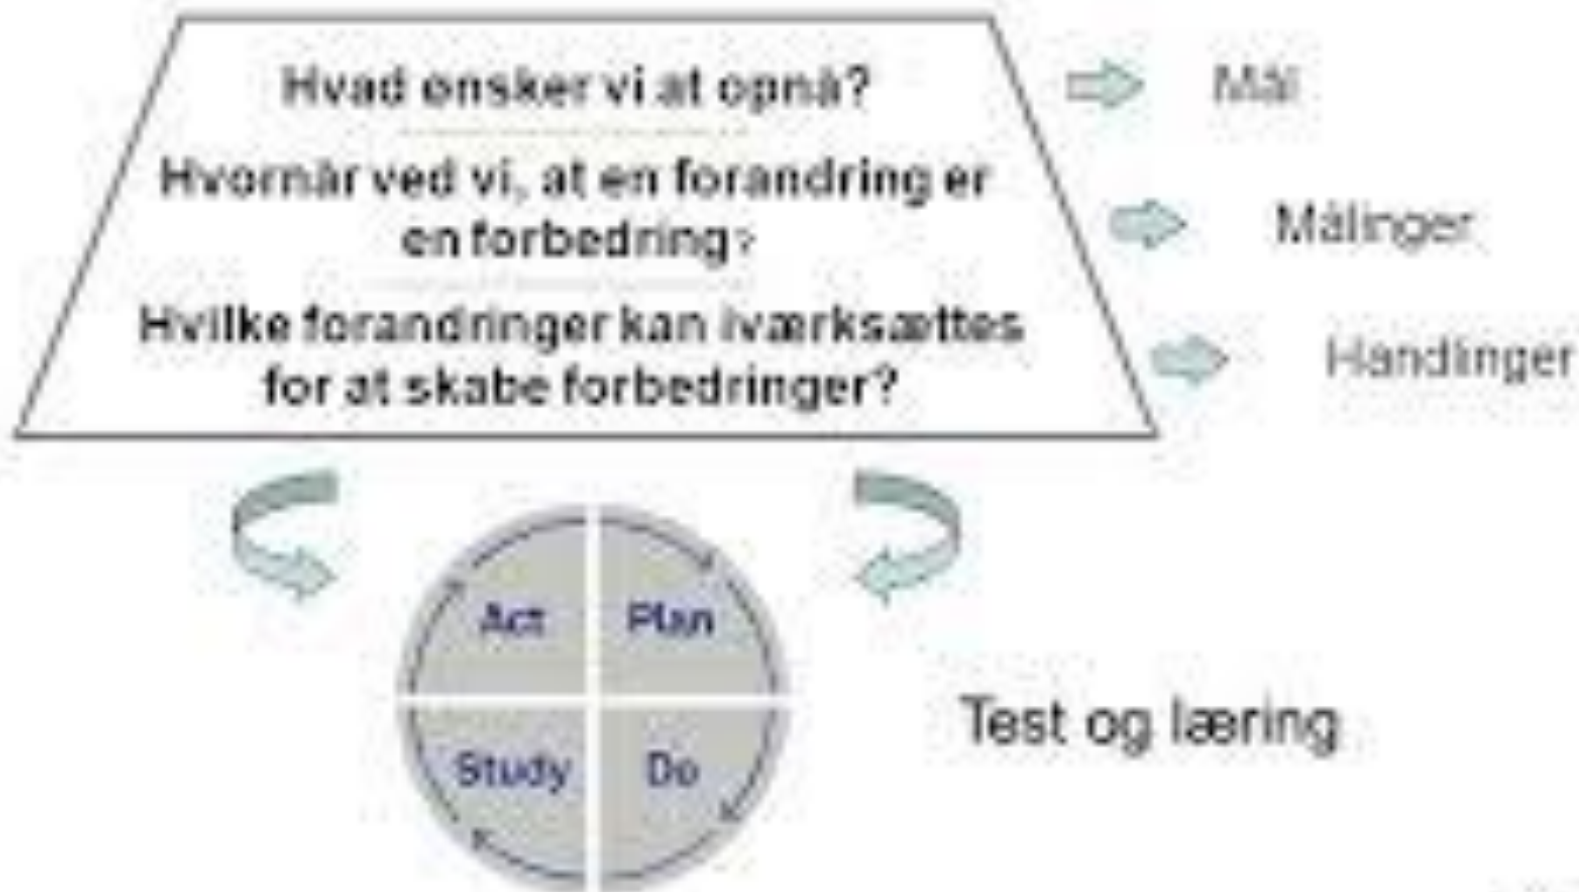 Hvad ønsker vi at opnå?
Mål
Hvornår ved vi, at en forandring er
en forbedring?
Målinger
Hvilke forandringer kan iværksættes
for at skabe forbedringer?
Handlinger
Act
Plan
Study
Do
Test og læring